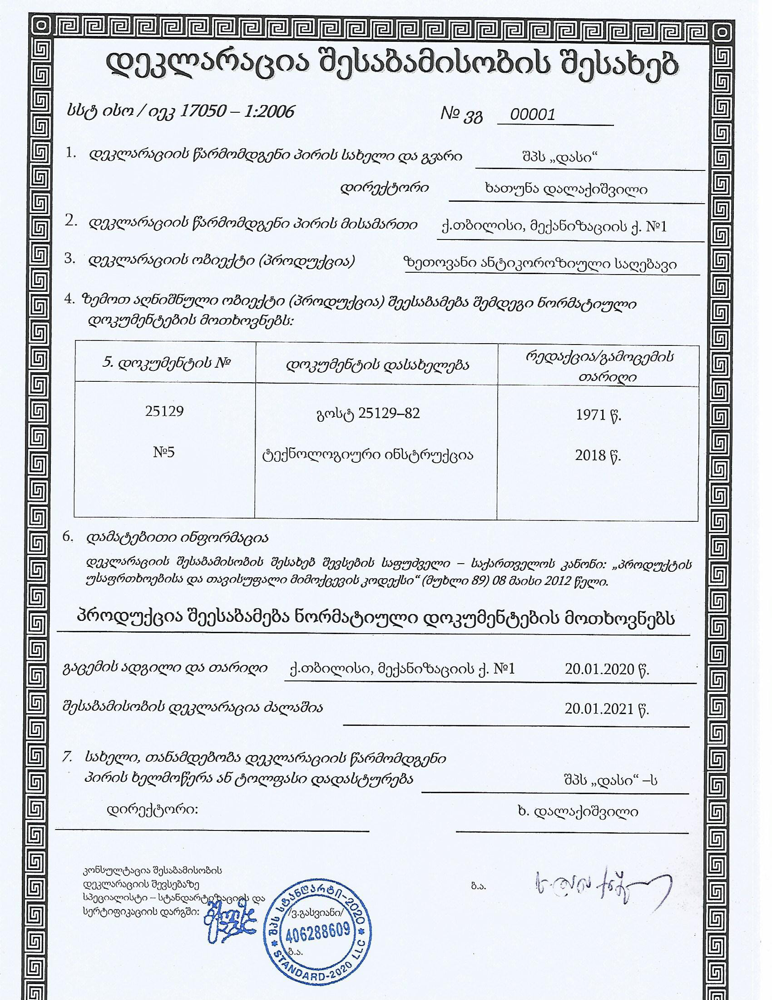 დეკლარაცია შესაბამისობის შესახებ
სსტ ისო / იეკ 17050 – 1:2006 № ვგ 00001
1. დეკლარაციის წარმომდგენი პირის სახელი და გვარი შპს „დასი“
დირექტორი ხათუნა დალაქიშვილი
2. დეკლარაციის წარმომდგენი პირის მისამართი ქ.თბილისი, მექანიზაციის ქ. №1
3. დეკლარაციის ობიექტი (პროდუქცია) ზეთოვანი ანტიკოროზიული საღებავი
4. ზემოთ აღნიშნული ობიექტი (პროდუქცია) შეესაბამება შემდეგი ნორმატიული
დოკუმენტების მოთხოვნებს:
5. დოკუმენტის № დოკუმენტის დასახელება რედაქცია/გამოცემის
თარიღი
25129 გოსტ 25129–82 1971 წ.
№5 ტექნოლოგიური ინსტრუქცია 2018 წ.
6. დამატებითი ინფორმაცია
დეკლარაციის შესაბამისობის შესახებ შევსების საფუძველი – საქართველოს კანონი: „პროდუქტის
უსაფრთხოებისა და თავისუფალი მიმოქცევის კოდექსი“ (მუხლი 89) 08 მაისი 2012 წელი.
პროდუქცია შეესაბამება ნორმატიული დოკუმენტების მოთხოვნებს
გაცემის ადგილი და თარიღი ქ.თბილისი, მექანიზაციის ქ. №1 20.01.2020 წ.
შესაბამისობის დეკლარაცია ძალაშია 20.01.2021 წ.
7. სახელი, თანამდებობა დეკლარაციის წარმომდგენი
პირის ხელმოწერა ან ტოლფასი დადასტურება შპს „დასი“ –ს
დირექტორი: ხ. დალაქიშვილი
კონსულტაცია შესაბამისობის
დეკლარაციის შევსებაზე
სპეციალისტი – სტანდარტიზაციის და
სერტიფიკაციის დარგში:
/ვ.გასვიანი/
ბ.ა.
ბ.ა.
შპს სტანდარტი-2020
406288609
STANDARD-2020 LLC